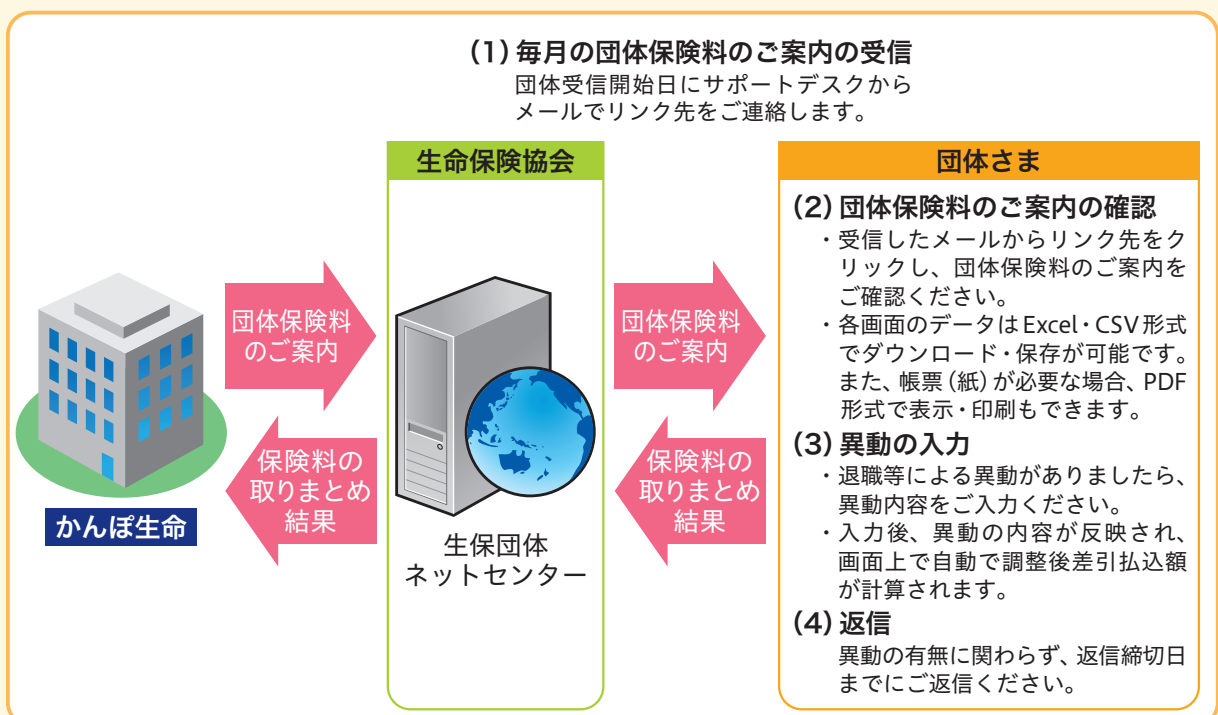 (1) 毎月の団体保険料のご案内の受信
団体受信開始日にサポートデスクから
メールでリンク先をご連絡します。
かんぽ生命
団体保険料
のご案内
保険料の
取りまとめ
結果
生命保険協会
生保団体
ネットセンター
団体保険料
のご案内
保険料の
取りまとめ
結果
団体さま
(2) 団体保険料のご案内の確認
・受信したメールからリンク先をク
リックし、団体保険料のご案内を
ご確認ください。
・各画面のデータはExcel・CSV形式
でダウンロード・保存が可能です。
また、帳票(紙)が必要な場合、PDF
形式で表示・印刷もできます。
(3) 異動の入力
・退職等による異動がありましたら、
異動内容をご入力ください。
・入力後、異動の内容が反映され、
画面上で自動で調整後差引払込額
が計算されます。
(4) 返信
異動の有無に関わらず、返信締切日
までにご返信ください。